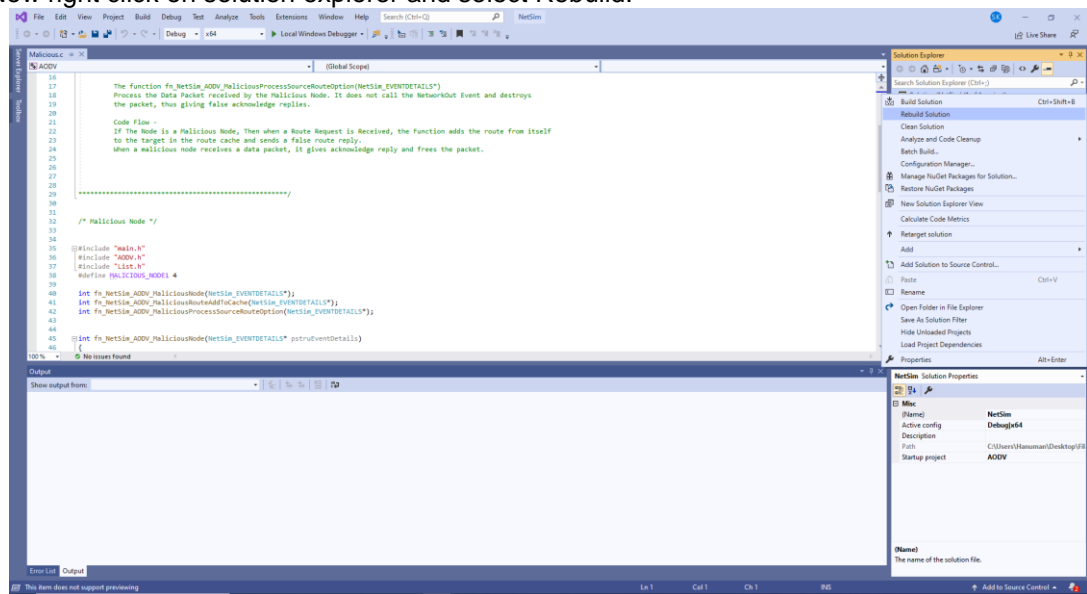 Now right click on solution explorer and select Rebuild.
File Edit View Project Build Debug Test Analyze Tools Extensions Window Help Search (Ctrl+Q) NetSim SK
Debug x64 Local Windows Debugger Live Share
Server Explorer
Toolbox
Malicious.c
AODV (Global Scope)
16
17 The function fn_NetSim_AODV_MaliciousProcessSourceRouteOption(NetSim_EVENTDETAILS*)
18 Process the Data Packet received by the Malicious Node. It does not call the NetworkOut Event and destroys
19 the packet, thus giving false acknowledge replies.
20
21 Code Flow -
22 If The Node is a Malicious Node, Then when a Route Request is Received, the Function adds the route from itself
23 to the target in the route cache and sends a false route reply.
24 When a malicious node receives a data packet, it gives acknowledge reply and frees the packet.
25
26
27
28
29 *****************************************************/
30
31
32 /* Malicious Node */
33
34
35 #include "main.h"
36 #include "AODV.h"
37 #include "List.h"
38 #define MALICIOUS_NODE1 4
39
40 int fn_NetSim_AODV_MaliciousNode(NetSim_EVENTDETAILS*);
41 int fn_NetSim_AODV_MaliciousRouteAddToCache(NetSim_EVENTDETAILS*);
42 int fn_NetSim_AODV_MaliciousProcessSourceRouteOption(NetSim_EVENTDETAILS*);
43
44
45 int fn_NetSim_AODV_MaliciousNode(NetSim_EVENTDETAILS* pstruEventDetails)
46 {
100 % No issues found
Output
Show output from:
Error List Output
Solution Explorer
Search Solution Explorer (Ctrl+;)
Build Solution Ctrl+Shift+B
Rebuild Solution
Clean Solution
Analyze and Code Cleanup
Batch Build...
Configuration Manager...
Manage NuGet Packages for Solution...
Restore NuGet Packages
New Solution Explorer View
Calculate Code Metrics
Retarget solution
Add
Add Solution to Source Control...
Paste Ctrl+V
Rename
Open Folder in File Explorer
Save As Solution Filter
Hide Unloaded Projects
Load Project Dependencies
Properties Alt+Enter
NetSim Solution Properties
Misc
(Name) NetSim
Active config Debug|x64
Description
Path C:\Users\Hanuman\Desktop\Fil
Startup project AODV
(Name)
The name of the solution file.
This item does not support previewing Ln 1 Col 1 Ch 1 INS Add to Source Control 2